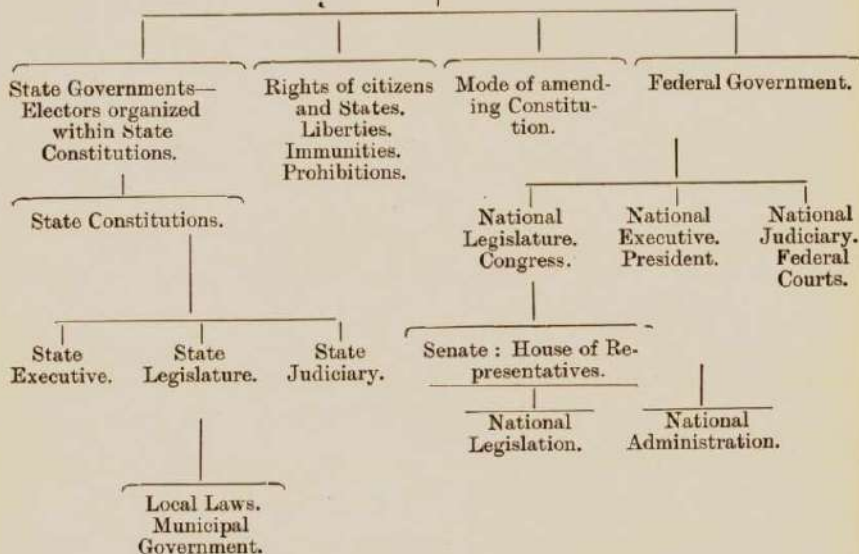 State Governments—
Electors organized
within State
Constitutions.
Rights of citizens
and States.
Liberties.
Immunities.
Prohibitions.
Mode of amend-
ing Constitu-
tion.
Federal Government.
State Constitutions.
National
Legislature.
Congress.
National
Executive.
President.
National
Judiciary.
Federal
Courts.
State
Executive.
State
Legislature.
State
Judiciary.
Senate : House of Re-
presentatives.
National
Legislation.
National
Administration.
Local Laws.
Municipal
Government.